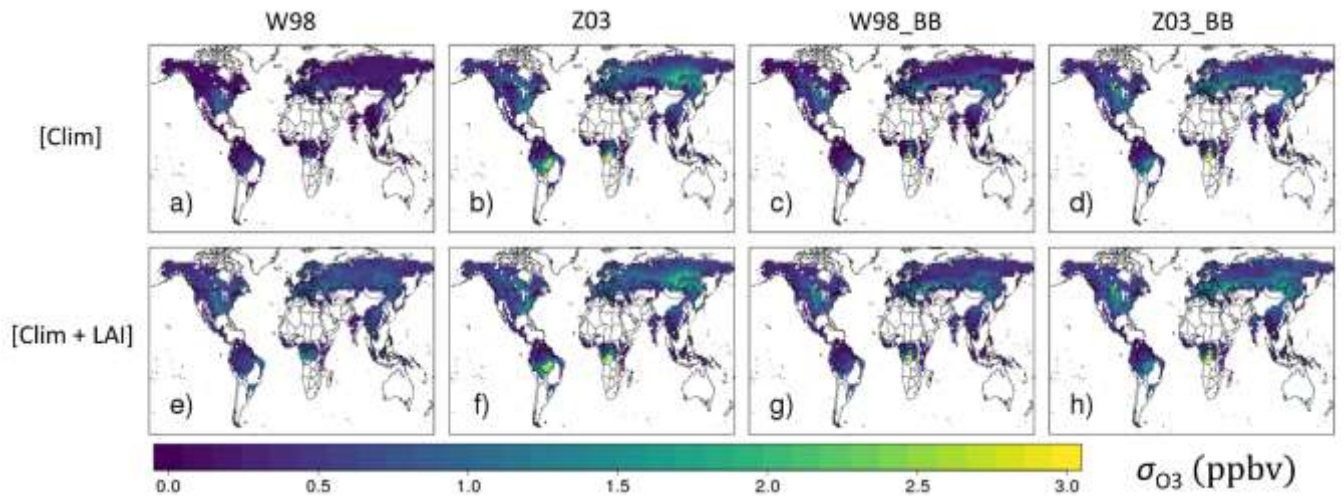 W98 Z03 W98_BB Z03_BB
[Clim]
a) b) c) d)
[Clim + LAI]
e) f) g) h)
0.0 0.5 1.0 1.5 2.0 2.5 3.0
σO3 (ppbv)